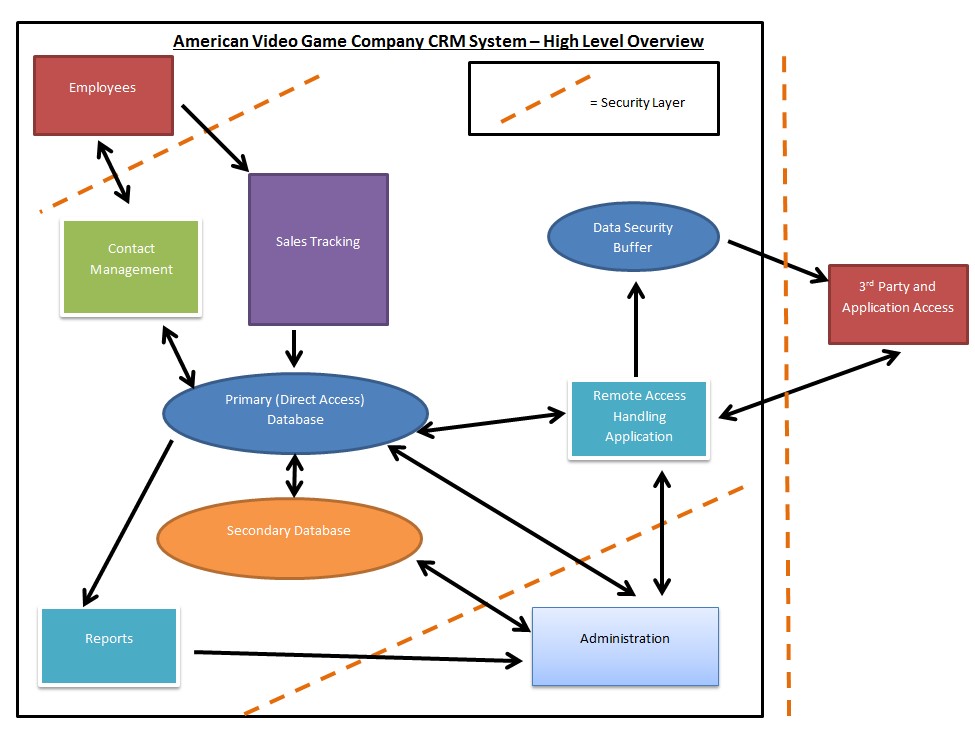 American Video Game Company CRM System – High Level Overview
Employees
= Security Layer
Sales Tracking
Contact
Management
Data Security
Buffer
3rd Party and
Application Access
Primary (Direct Access)
Database
Remote Access
Handling
Application
Secondary Database
Reports
Administration